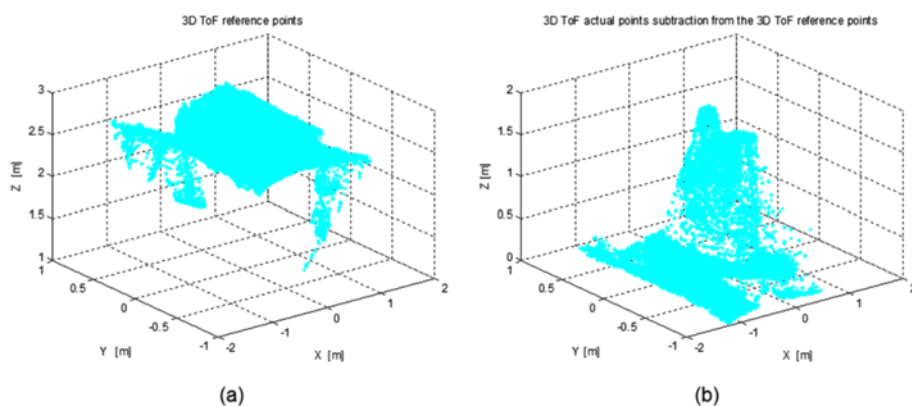 3D ToF reference points
3
2.5
2
1.5
1
Z [m]
1
0.5
0
-0.5
-1
Y [m]
-2
-1
0
1
2
X [m]
(a)
3D ToF actual points subtraction from the 3D ToF reference points
2
1.5
1
0.5
0
Z [m]
0.5
0
-0.5
-1
Y [m]
-2
-1
0
1
2
X [m]
(b)